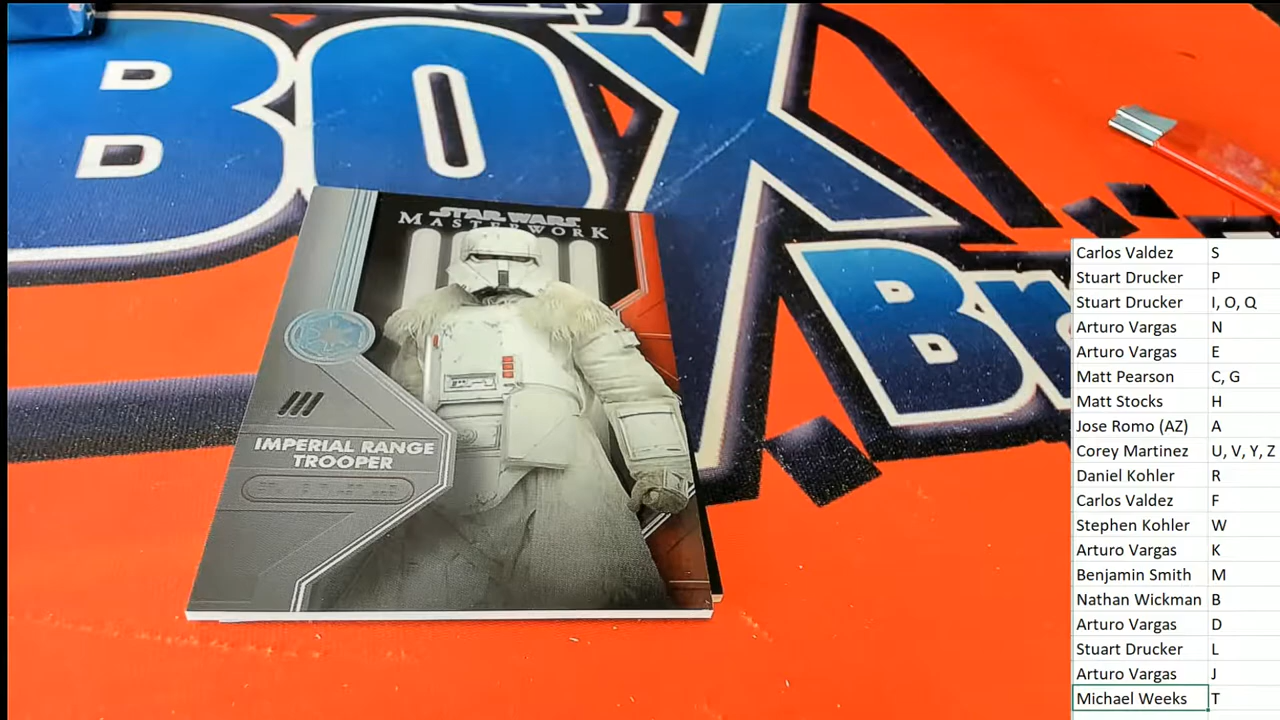 BOX
Br
STAR WARS
MASTERWORK
IMPERIAL RANGE
TROOPER
Carlos Valdez S
Stuart Drucker P
Stuart Drucker I, O, Q
Arturo Vargas N
Arturo Vargas E
Matt Pearson C, G
Matt Stocks H
Jose Romo (AZ) A
Corey Martinez U, V, Y, Z
Daniel Kohler R
Carlos Valdez F
Stephen Kohler W
Arturo Vargas K
Benjamin Smith M
Nathan Wickman B
Arturo Vargas D
Stuart Drucker L
Arturo Vargas J
Michael Weeks T